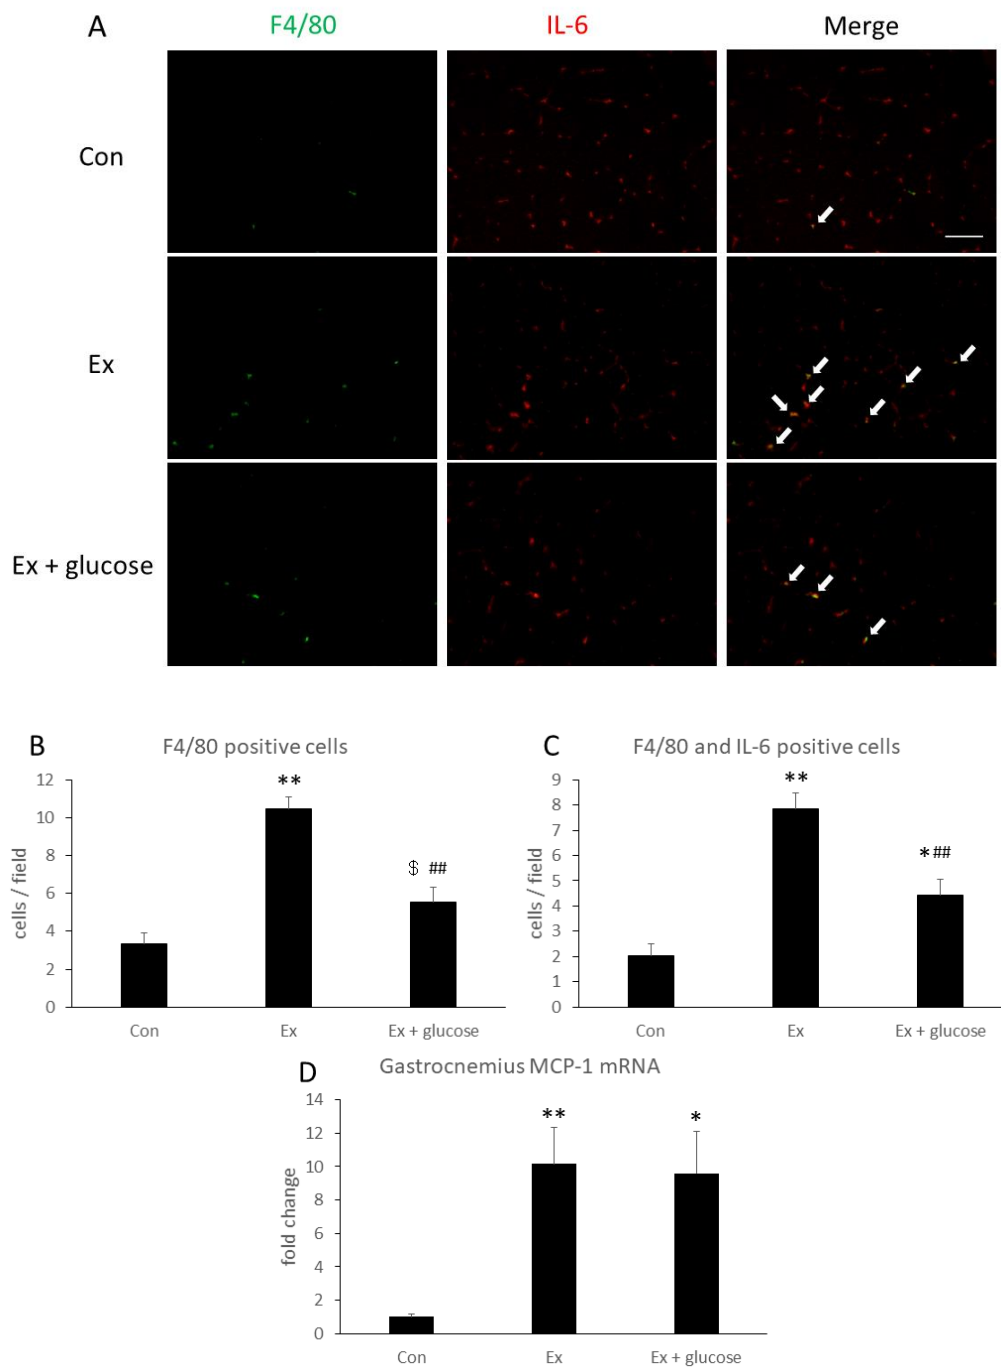 A F4/80 IL-6 Merge
Con
Ex
Ex + glucose
B F4/80 positive cells
12
10
8
6
4
2
0
cells / field
**
$ ##
Con Ex Ex + glucose
C F4/80 and IL-6 positive cells
9
8
7
6
5
4
3
2
1
0
cells / field
**
*##
Con Ex Ex + glucose
D Gastrocnemius MCP-1 mRNA
14
12
10
8
6
4
2
0
fold change
**
*
Con Ex Ex + glucose